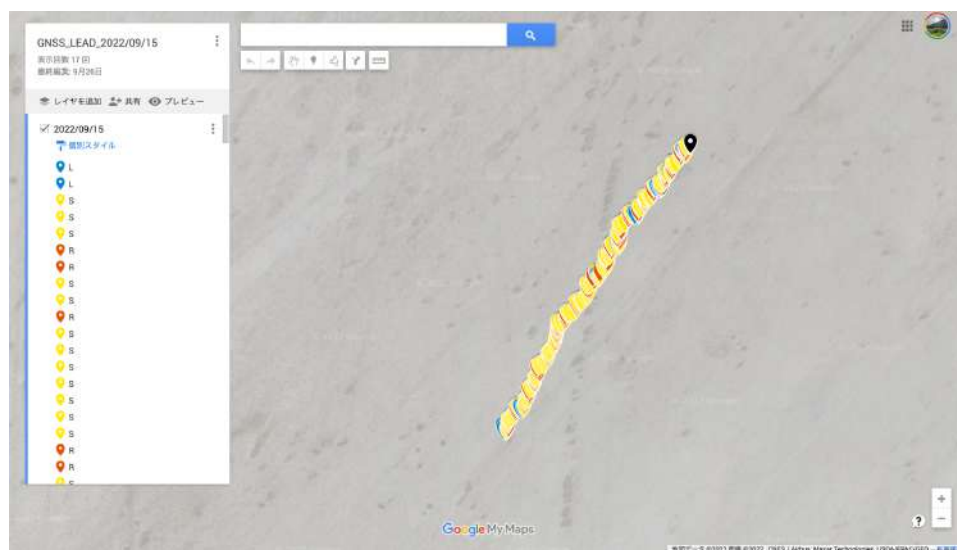 GNSS_LEAD_2022/09/15
表示回数 17 回
最終編集: 9月26日
レイヤを追加 共有 プレビュー
2022/09/15
個別スタイル
L
L
S
S
S
R
R
S
S
R
S
S
S
S
S
S
S
R
R
S
Google My Maps